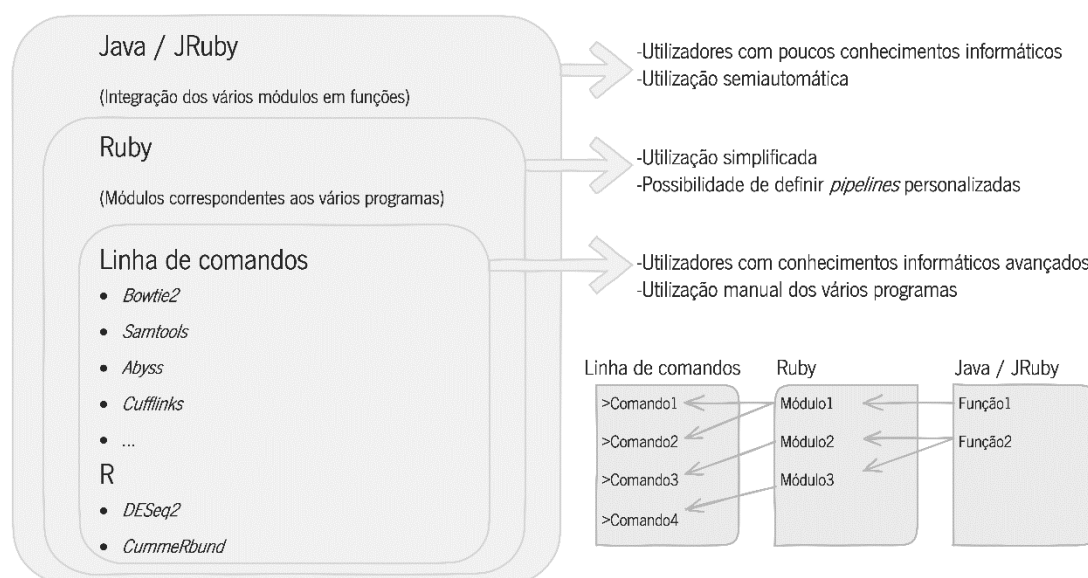 Java / JRuby
(Integração dos vários módulos em funções)
-Utilizadores com poucos conhecimentos informáticos
-Utilização semiautomática
Ruby
(Módulos correspondentes aos vários programas)
-Utilização simplificada
-Possibilidade de definir pipelines personalizadas
Linha de comandos
• Bowtie2
• Samtools
• Abyss
• Cufflinks
• ...
R
• DESeq2
• CummeRbund
-Utilizadores com conhecimentos informáticos avançados
-Utilização manual dos vários programas
Linha de comandos
>Comando1
>Comando2
>Comando3
>Comando4
Ruby
Módulo1
Módulo2
Módulo3
Java / JRuby
Função1
Função2